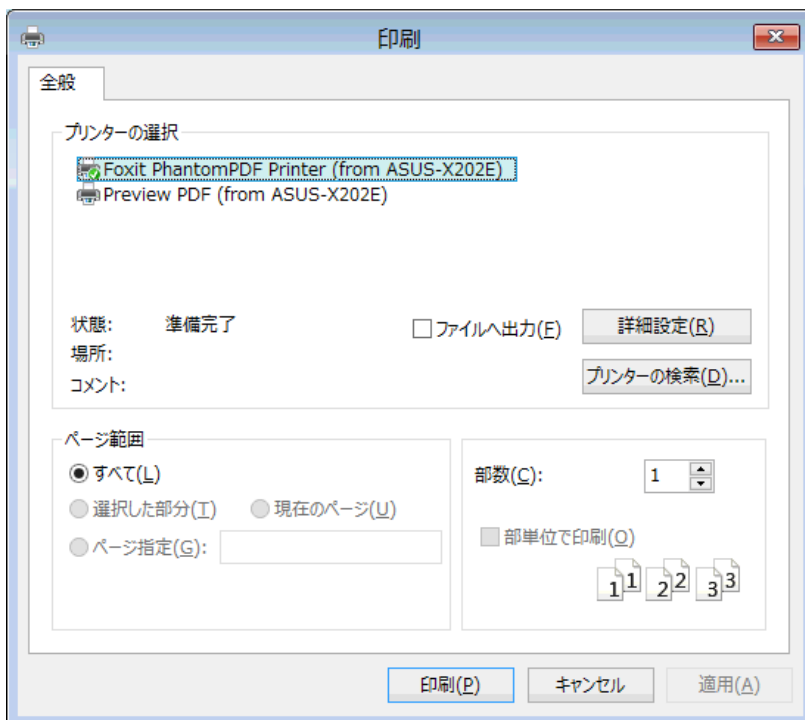 印刷
全般
プリンターの選択
Foxit PhantomPDF Printer (from ASUS-X202E)
Preview PDF (from ASUS-X202E)
状態: 準備完了
ファイルへ出力(F)
詳細設定(R)
場所:
コメント:
プリンターの検索(D)...
ページ範囲
すべて(L)
選択した部分(T) 現在のページ(U)
ページ指定(G):
部数(C): 1
部単位で印刷(O)
1 1 2 2 3 3
印刷(P) キャンセル 適用(A)